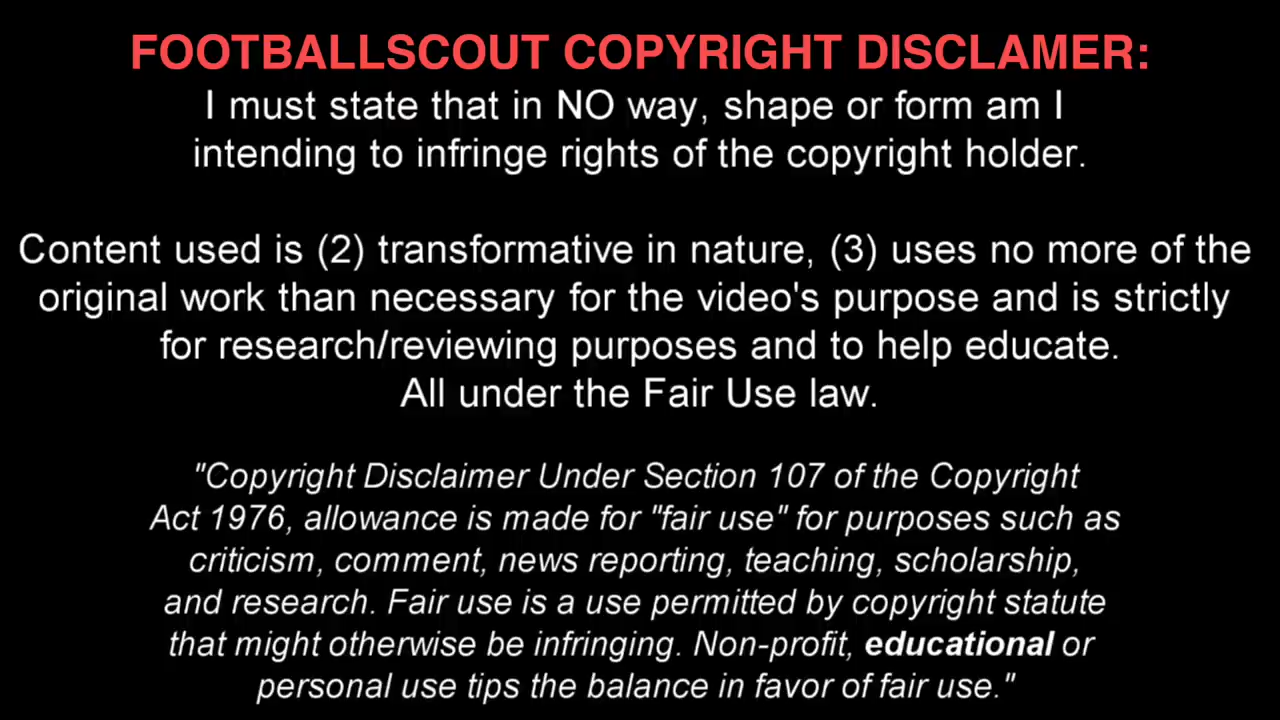 FOOTBALLSCOUT COPYRIGHT DISCLAMER:
I must state that in NO way, shape or form am I
intending to infringe rights of the copyright holder.
Content used is (2) transformative in nature, (3) uses no more of the
original work than necessary for the video's purpose and is strictly
for research/reviewing purposes and to help educate.
All under the Fair Use law.
"Copyright Disclaimer Under Section 107 of the Copyright
Act 1976, allowance is made for "fair use" for purposes such as
criticism, comment, news reporting, teaching, scholarship,
and research. Fair use is a use permitted by copyright statute
that might otherwise be infringing. Non-profit, educational or
personal use tips the balance in favor of fair use."